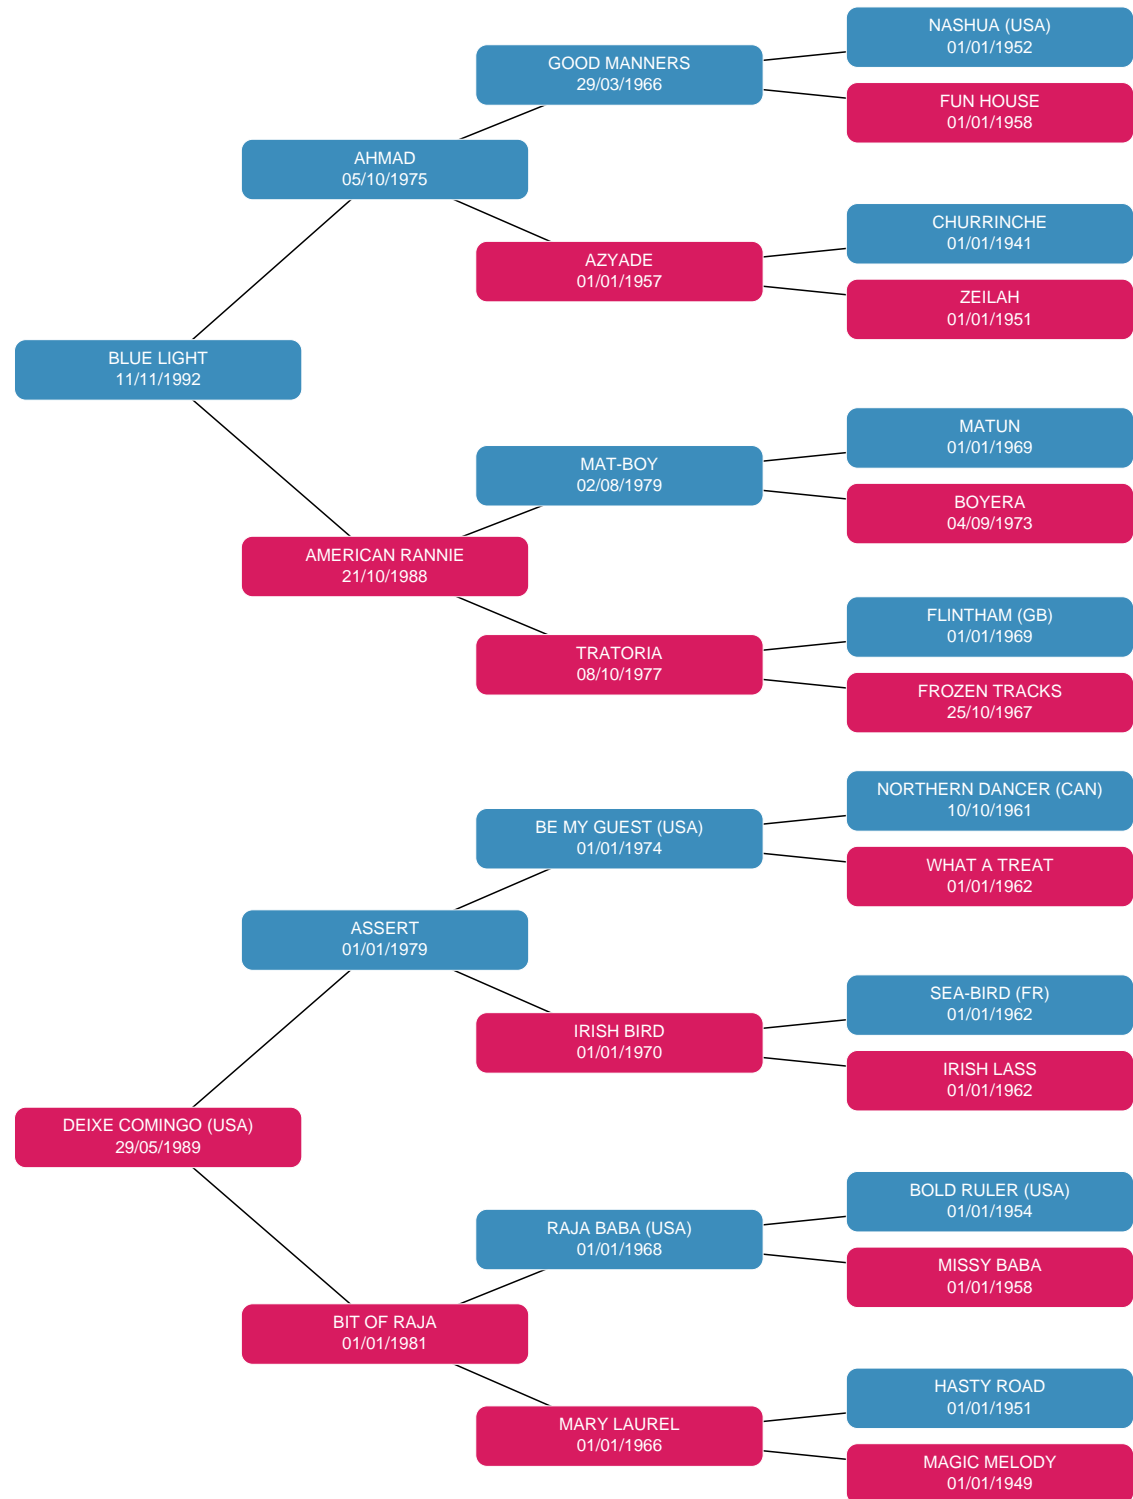 NASHUA (USA)
01/01/1952
GOOD MANNERS
29/03/1966
FUN HOUSE
01/01/1958
AHMAD
05/10/1975
CHURRINCHE
01/01/1941
AZYADE
01/01/1957
ZEILAH
01/01/1951
BLUE LIGHT
11/11/1992
MATUN
01/01/1969
MAT-BOY
02/08/1979
BOYERA
04/09/1973
AMERICAN RANNIE
21/10/1988
FLINTHAM (GB)
01/01/1969
TRATORIA
08/10/1977
FROZEN TRACKS
25/10/1967
NORTHERN DANCER (CAN)
10/10/1961
BE MY GUEST (USA)
01/01/1974
WHAT A TREAT
01/01/1962
ASSERT
01/01/1979
SEA-BIRD (FR)
01/01/1962
IRISH BIRD
01/01/1970
IRISH LASS
01/01/1962
DEIXE COMINGO (USA)
29/05/1989
BOLD RULER (USA)
01/01/1954
RAJA BABA (USA)
01/01/1968
MISSY BABA
01/01/1958
BIT OF RAJA
01/01/1981
HASTY ROAD
01/01/1951
MARY LAUREL
01/01/1966
MAGIC MELODY
01/01/1949